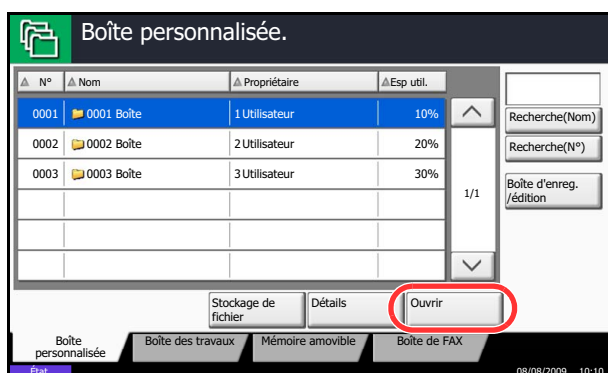 Boîte personnalisée.
N° Nom Propriétaire Esp util.
0001 0001 Boîte 1 Utilisateur 10%
0002 0002 Boîte 2 Utilisateur 20%
0003 0003 Boîte 3 Utilisateur 30%
1/1
Recherche(Nom)
Recherche(N°)
Boîte d'enreg.
/édition
Stockage de
fichier
Détails
Ouvrir
Boîte
personnalisée
Boîte des travaux
Mémoire amovible
Boîte de FAX
État
08/08/2009 10:10